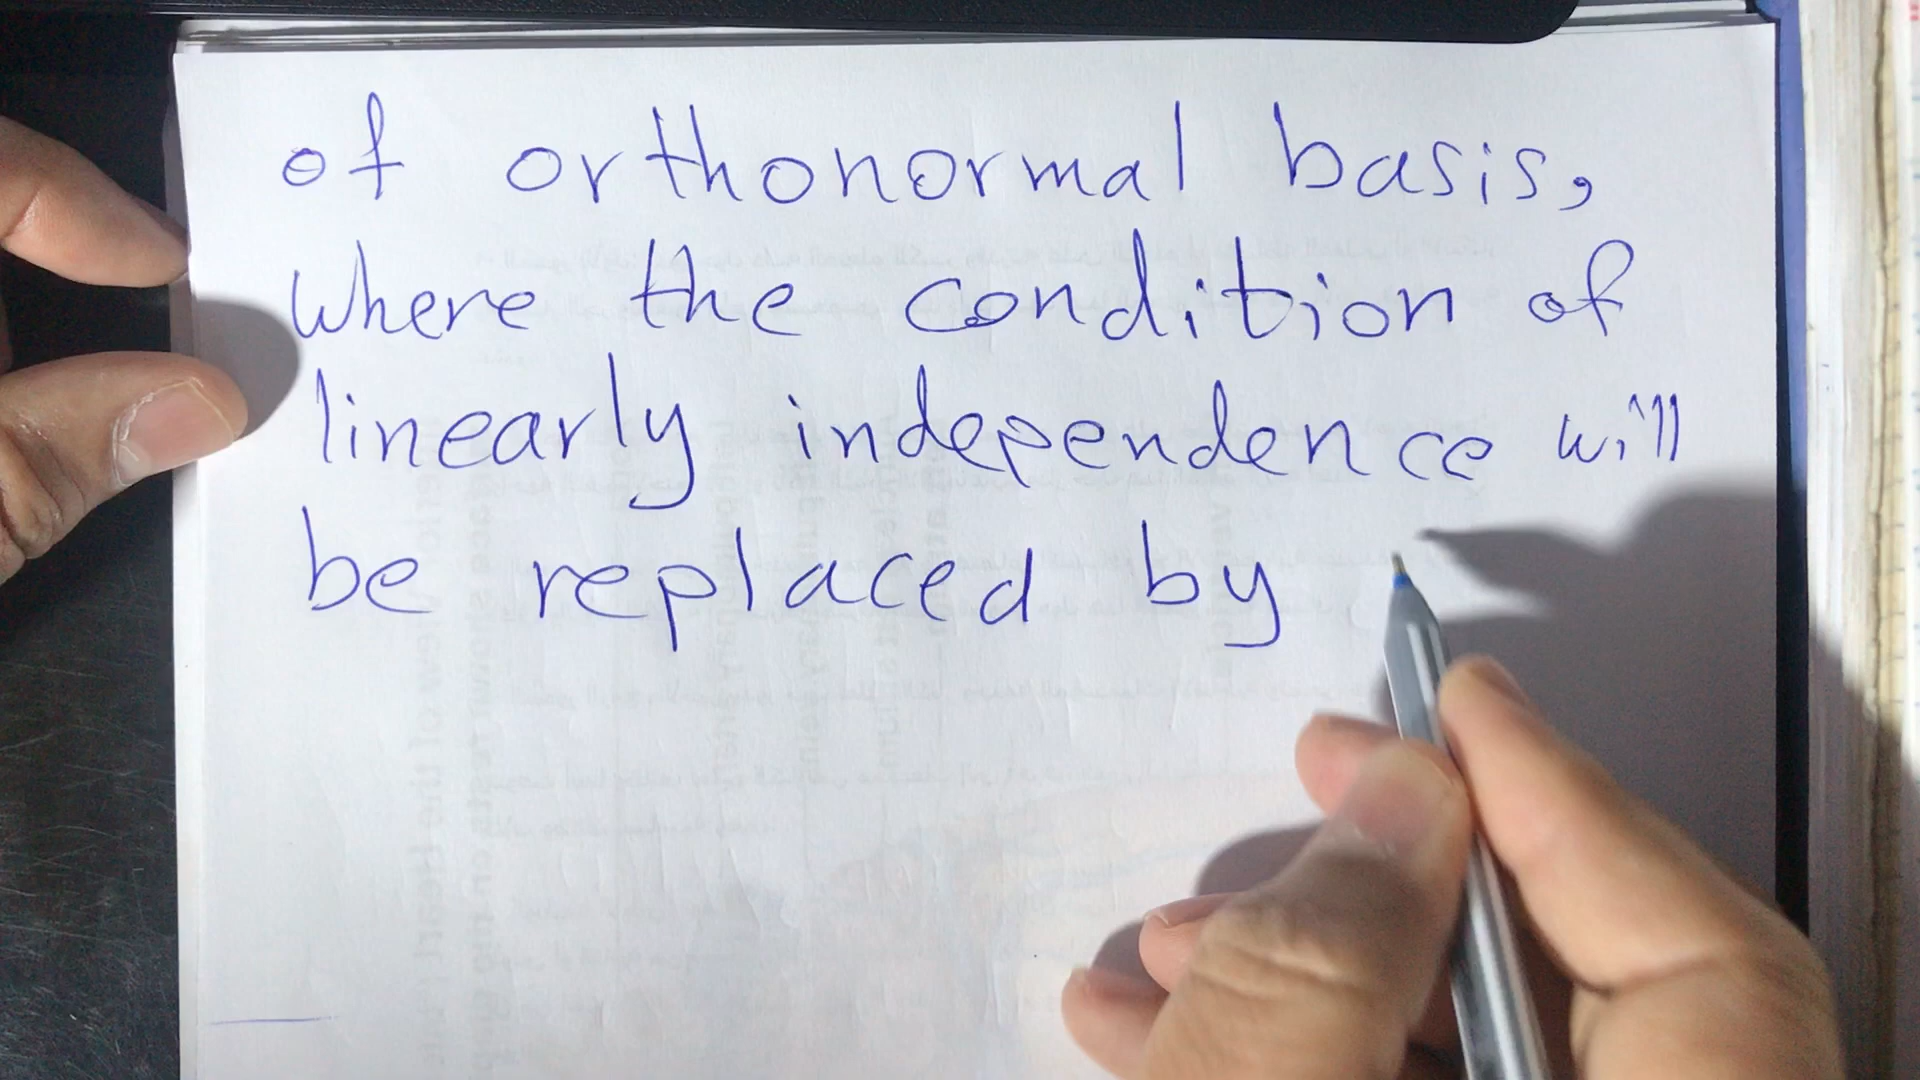 of orthonormal basis,
where the condition of
linearly independence will
be replaced by